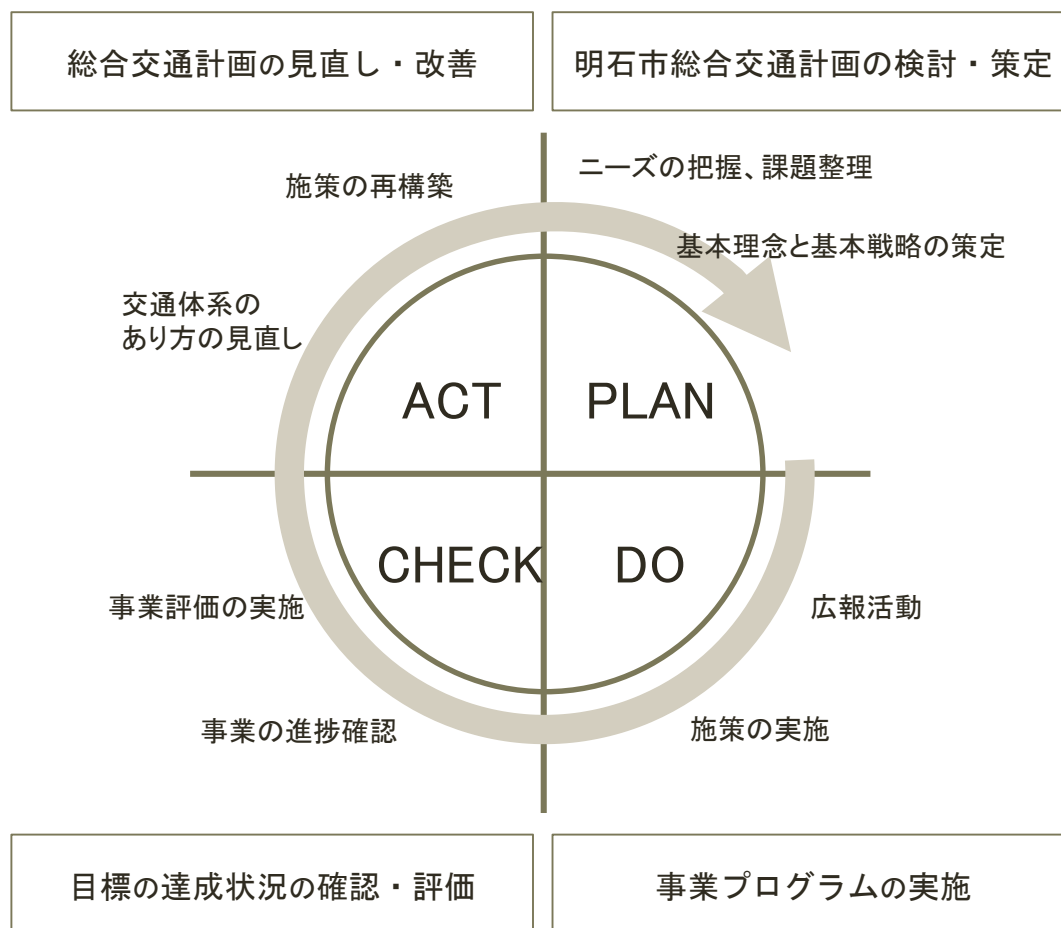 総合交通計画の見直し・改善
明石市総合交通計画の検討・策定
施策の再構築
ニーズの把握、課題整理
基本理念と基本戦略の策定
交通体系の
あり方の見直し
ACT
PLAN
CHECK
DO
事業評価の実施
広報活動
事業の進捗確認
施策の実施
目標の達成状況の確認・評価
事業プログラムの実施